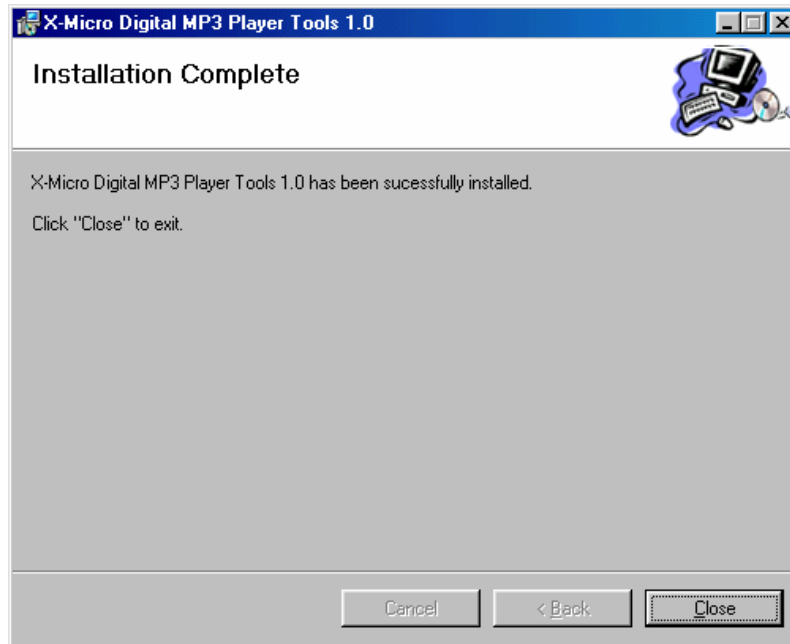 X-Micro Digital MP3 Player Tools 1.0
Installation Complete
X-Micro Digital MP3 Player Tools 1.0 has been sucessfully installed.
Click "Close" to exit.
Cancel
< Back
Close